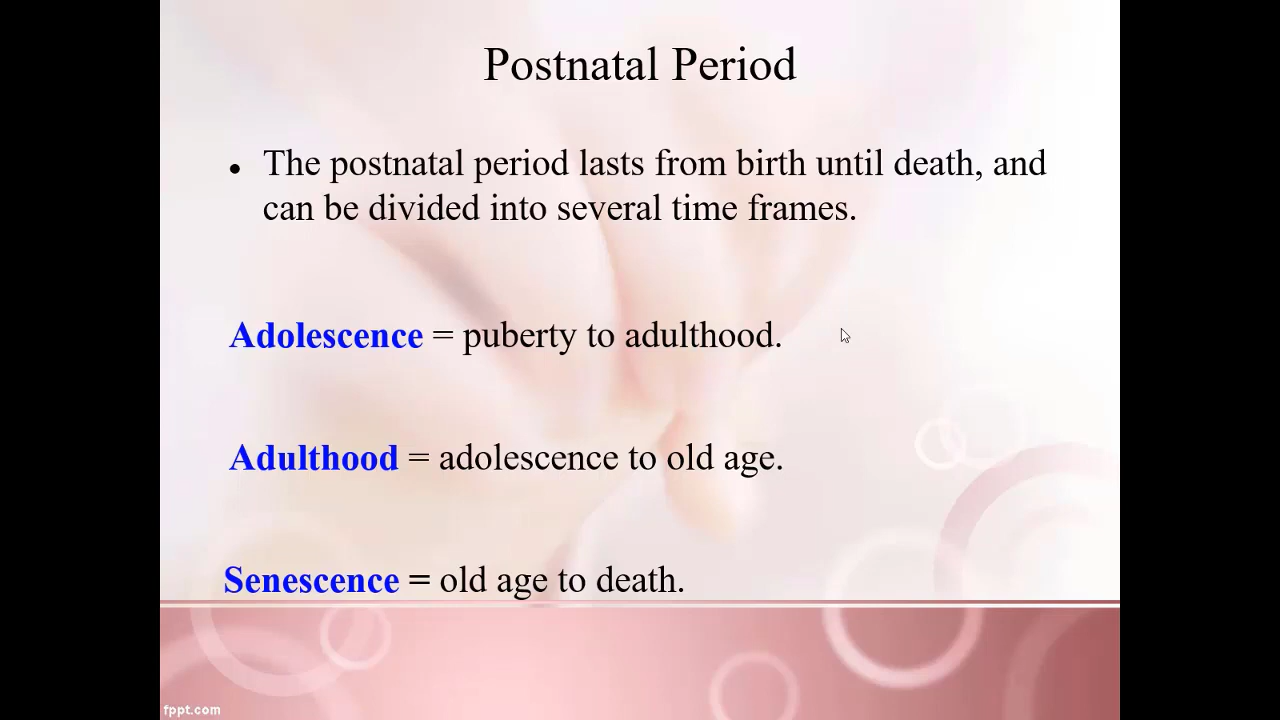 Postnatal Period
• The postnatal period lasts from birth until death, and
can be divided into several time frames.
Adolescence = puberty to adulthood.
Adulthood = adolescence to old age.
Senescence = old age to death.
fppt.com